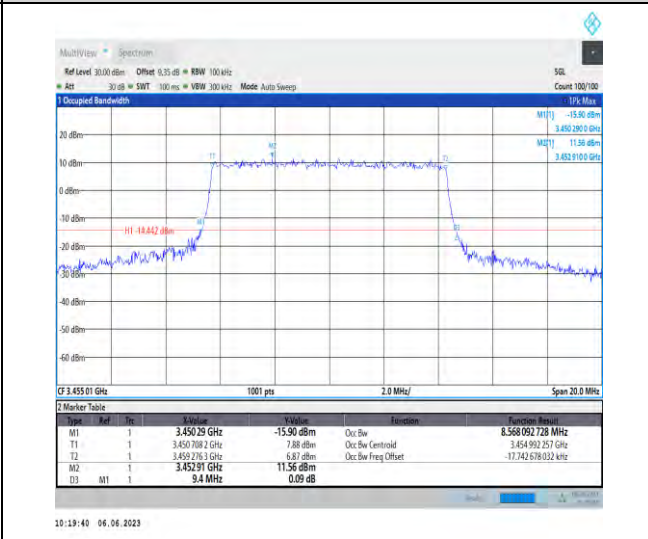 MultiView Spectrum
Ref Level 30.00 dBm Offset 9.35 dB RBW 100 kHz SGL
Att 30 dB SWT 100 ms VBW 300 kHz Mode Auto Sweep Count 100/100
1 Occupied Bandwidth 1Pk Max
M1[1] -15.90 dBm
3.450 290 0 GHz
M2[1] 11.56 dBm
3.452 910 0 GHz
20 dBm
M2
T1
T2
10 dBm
0 dBm
-10 dBm
M1
D3
H1 -14.442 dBm
-20 dBm
-30 dBm
-40 dBm
-50 dBm
-60 dBm
CF 3.455 01 GHz 1001 pts 2.0 MHz/ Span 20.0 MHz
2 Marker Table
Type Ref Trc X-Value Y-Value Function Function Result
M1 1 3.450 29 GHz -15.90 dBm Occ Bw 8.568 092 728 MHz
T1 1 3.450 708 2 GHz 7.88 dBm Occ Bw Centroid 3.454 992 257 GHz
T2 1 3.459 276 3 GHz 6.87 dBm Occ Bw Freq Offset -17.742 678 032 kHz
M2 1 3.452 91 GHz 11.56 dBm
D3 M1 1 9.4 MHz 0.09 dB
10:19:40 06.06.2023